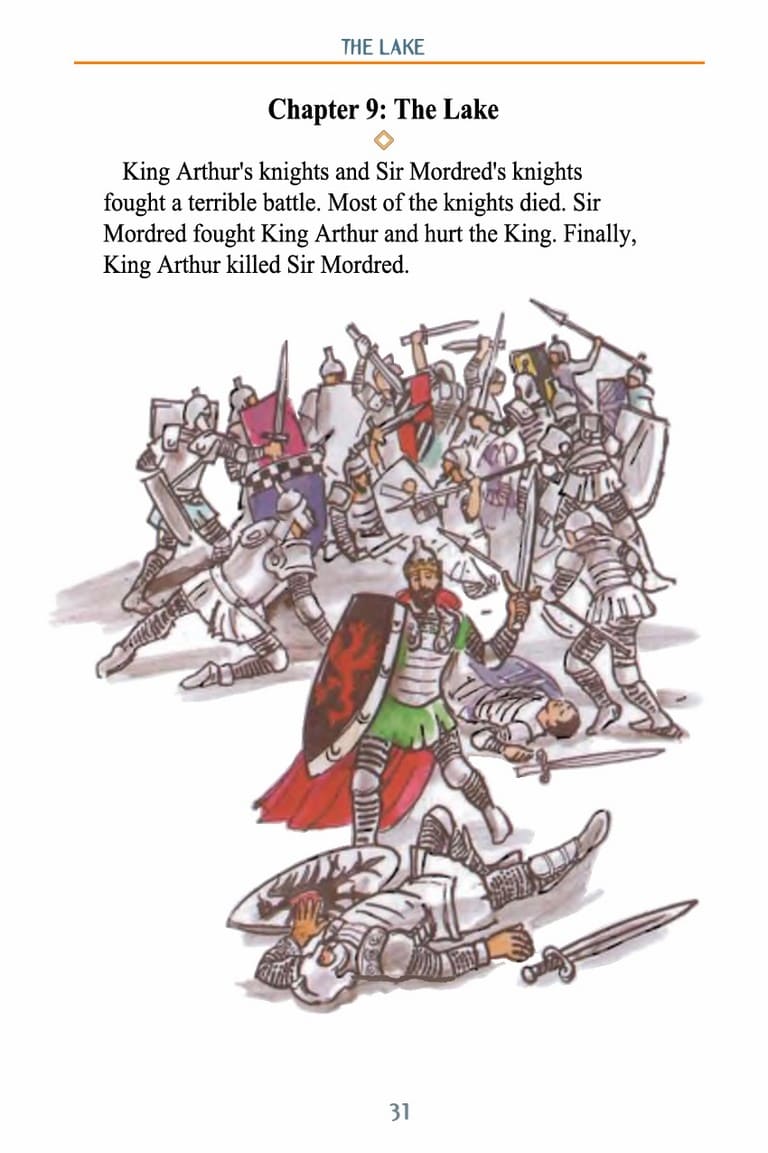 THE LAKE
Chapter 9: The Lake
King Arthur's knights and Sir Mordred's knights
fought a terrible battle. Most of the knights died. Sir
Mordred fought King Arthur and hurt the King. Finally,
King Arthur killed Sir Mordred.
31